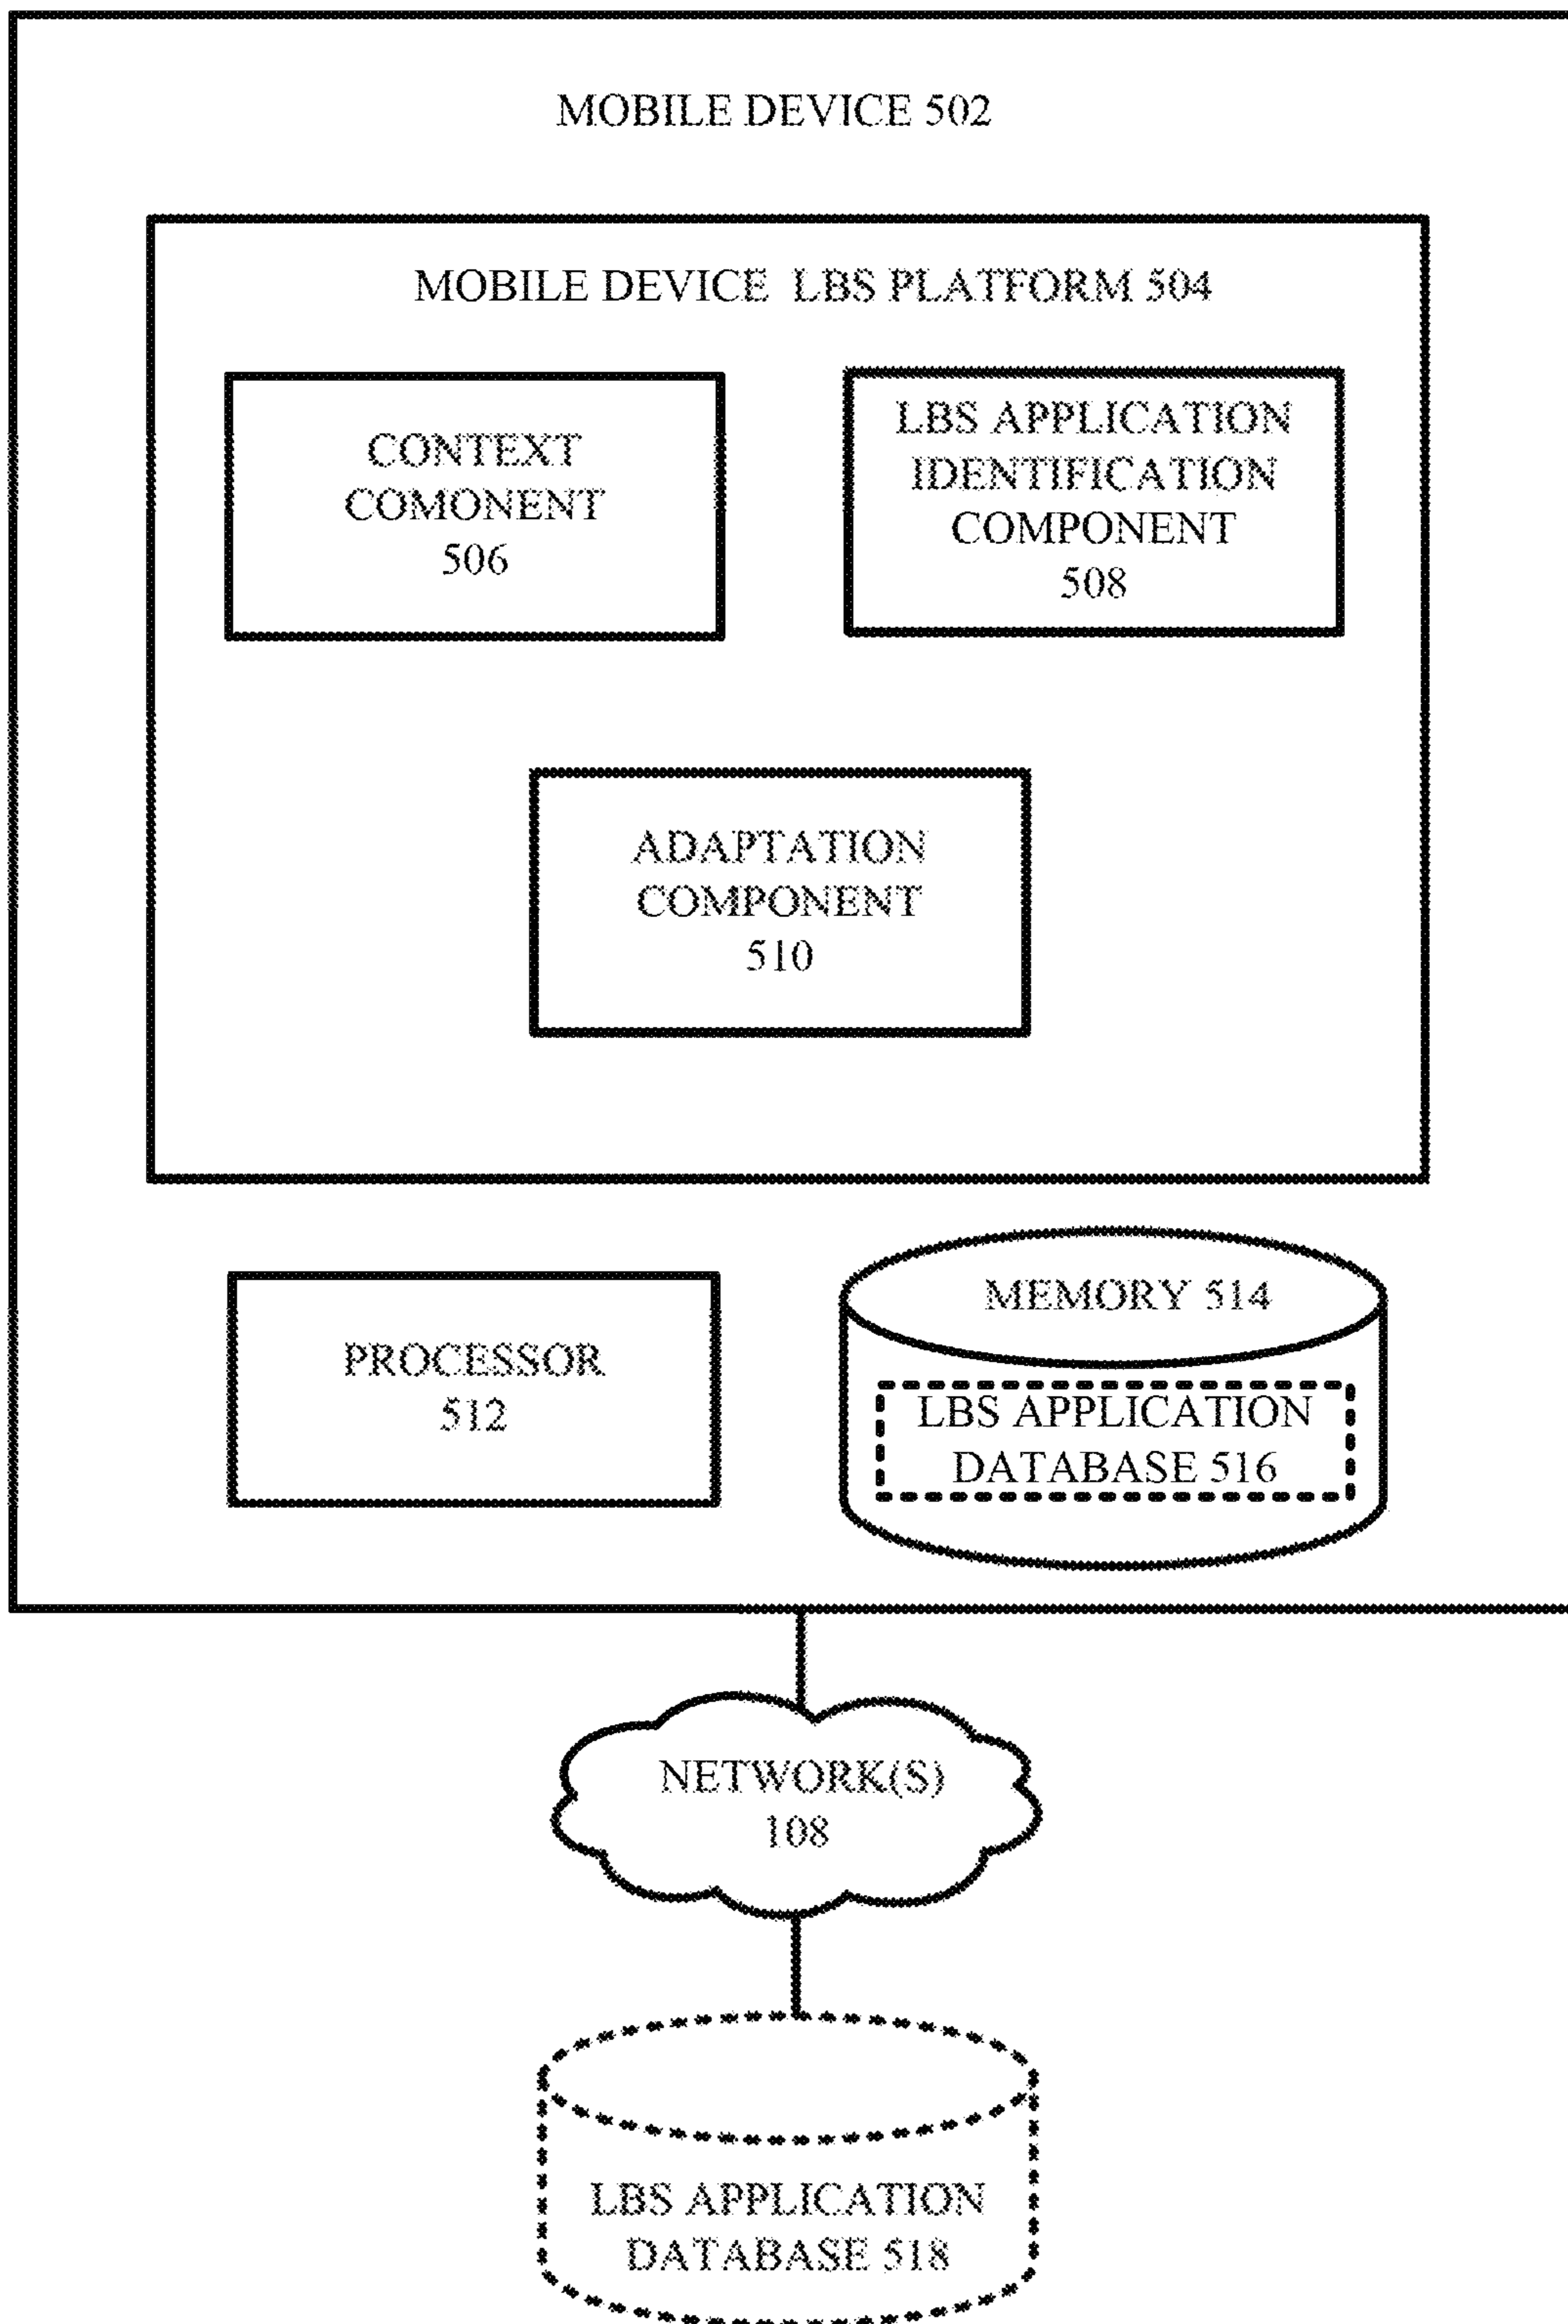 MOBILE DEVICE 502
MOBILE DEVICE LBS PLATFORM 504
CONTEXT
COMONENT
506
LBS APPLICATION
IDENTIFICATION
COMPONENT
508
ADAPTATION
COMPONENT
510
PROCESSOR
512
MEMORY 514
LBS APPLICATION
DATABASE 516
NETWORK(S)
108
LBS APPLICATION
DATABASE 518